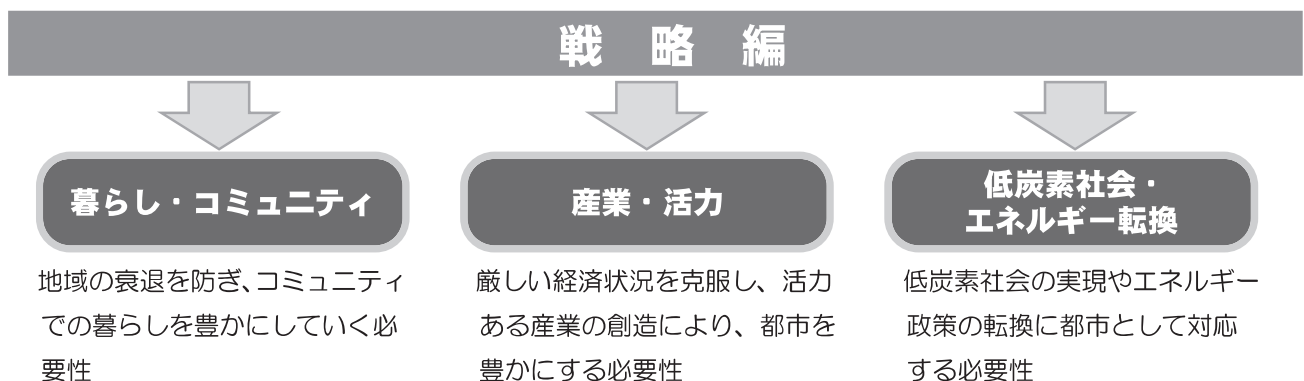 戦略編
暮らし・コミュニティ
地域の衰退を防ぎ、コミュニティ
での暮らしを豊かにしていく必
要性
産業・活力
厳しい経済状況を克服し、活力
ある産業の創造により、都市を
豊かにする必要性
低炭素社会・
エネルギー転換
低炭素社会の実現やエネルギー
政策の転換に都市として対応
する必要性